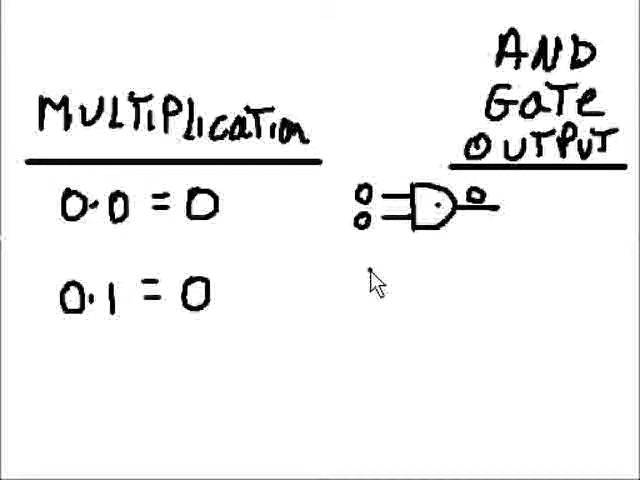 MULTIPLication
AND
GaTe
OUTPUT
0·0 = 0
0
0
0
0·1 = 0